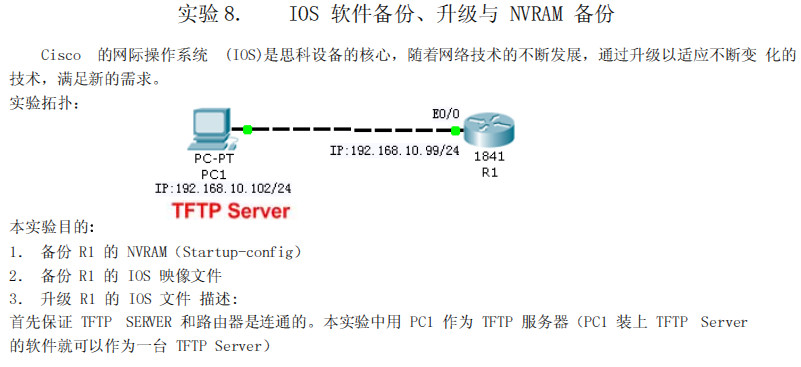 实验 8. IOS 软件备份、升级与 NVRAM 备份
Cisco 的网际操作系统 (IOS)是思科设备的核心，随着网络技术的不断发展，通过升级以适应不断变 化的
技术，满足新的需求。
实验拓扑：
E0/0
IP:192.168.10.99/24
PC-PT
PC1
1841
R1
IP:192.168.10.102/24
TFTP Server
本实验目的:
1. 备份 R1 的 NVRAM（Startup-config）
2. 备份 R1 的 IOS 映像文件
3. 升级 R1 的 IOS 文件 描述:
首先保证 TFTP SERVER 和路由器是连通的。本实验中用 PC1 作为 TFTP 服务器（PC1 装上 TFTP Server
的软件就可以作为一台 TFTP Server）